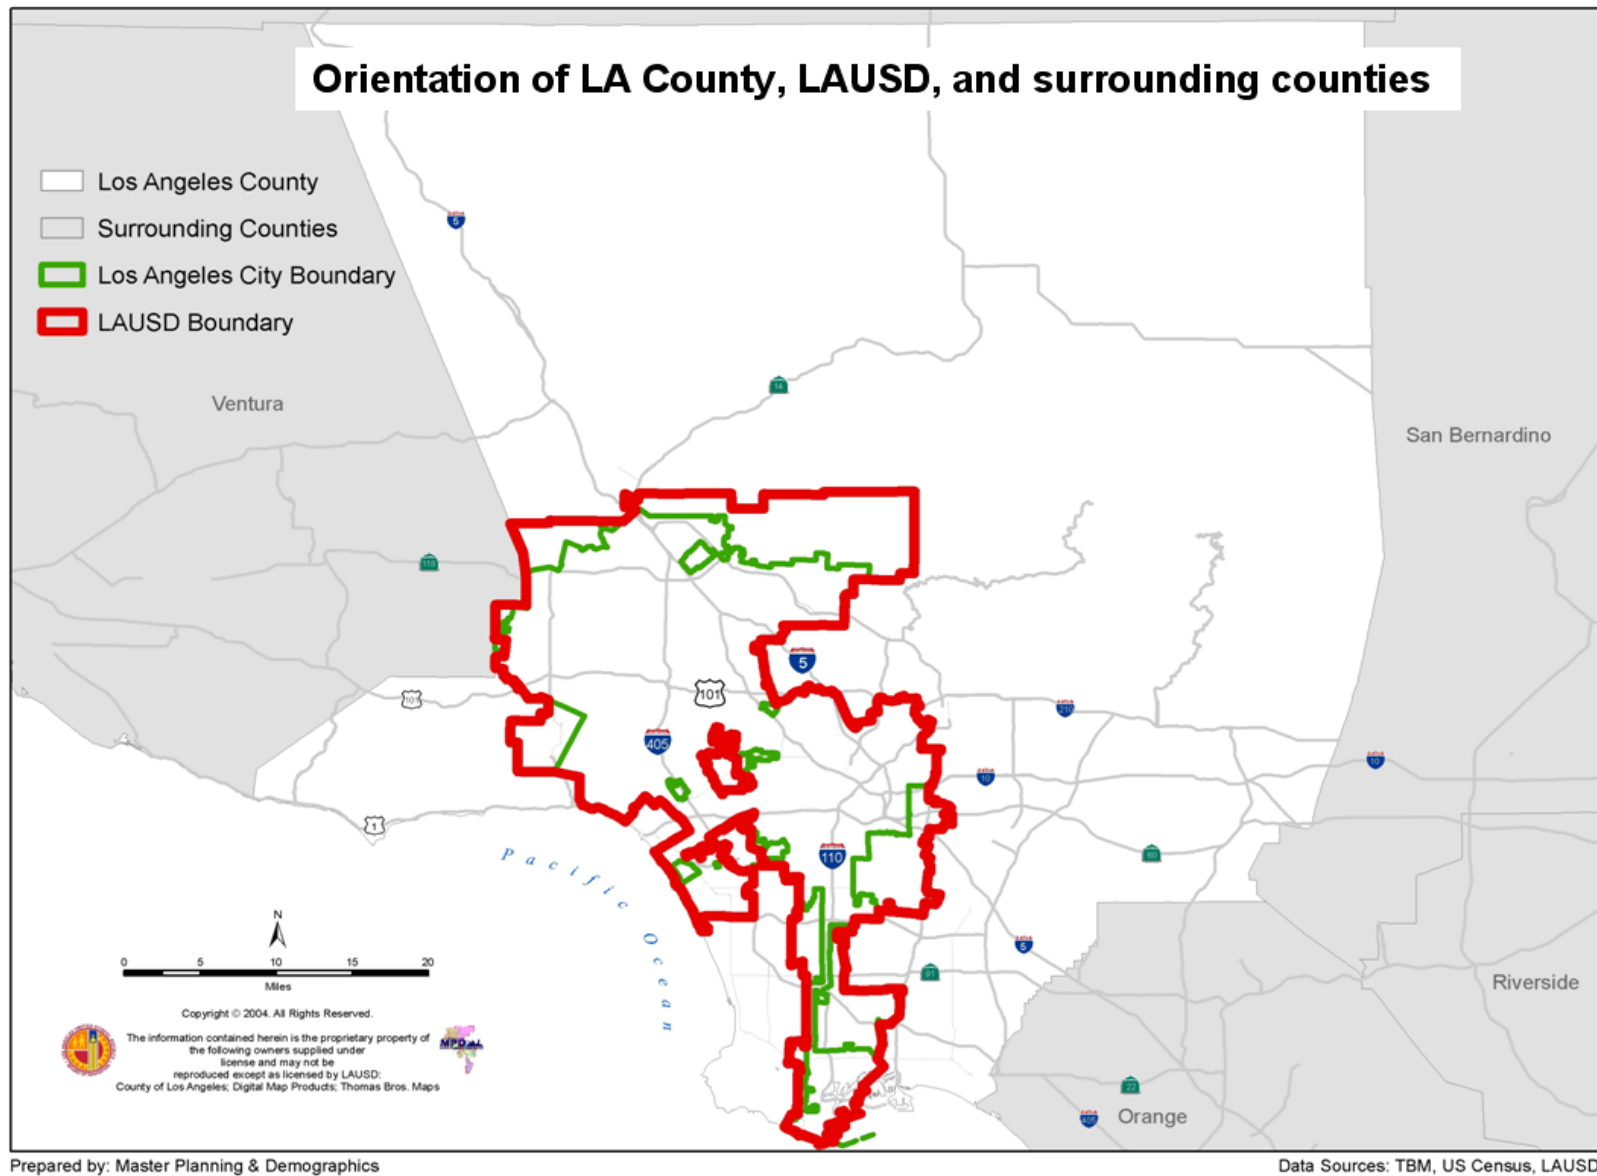 Orientation of LA County, LAUSD, and surrounding counties
Los Angeles County
Surrounding Counties
Los Angeles City Boundary
LAUSD Boundary
5
14
Ventura
San Bernardino
118
5
101
101
210
405
10
10
1
110
60
Pacific Ocean
N
5
91
0 5 10 15 20
Miles
Riverside
Copyright © 2004. All Rights Reserved.
The information contained herein is the proprietary property of
the following owners supplied under
license and may not be
reproduced except as licensed by LAUSD:
County of Los Angeles; Digital Map Products; Thomas Bros. Maps
22
405
Orange
Prepared by: Master Planning & Demographics
Data Sources: TBM, US Census, LAUSD